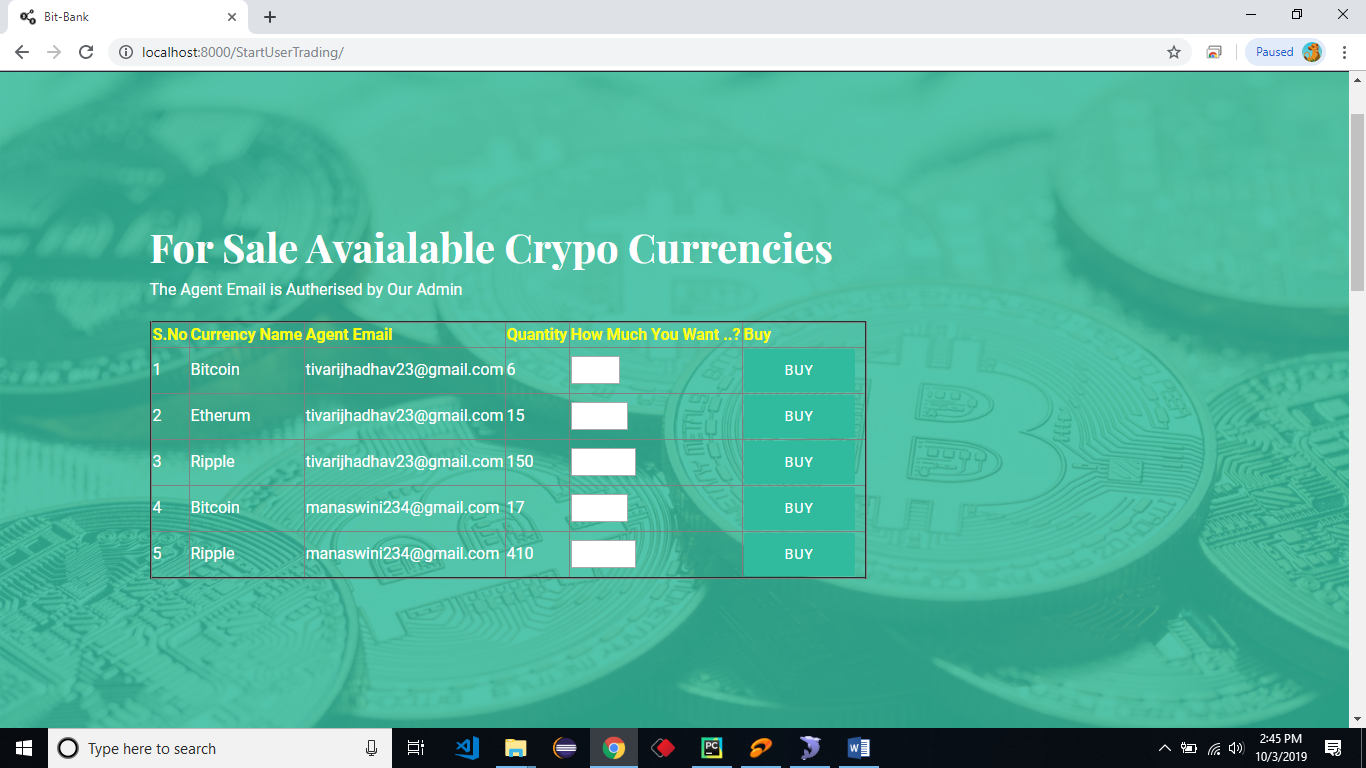 Bit-Bank
localhost:8000/StartUserTrading/
Paused
For Sale Avaialable Crypo Currencies
The Agent Email is Autherised by Our Admin
S.No Currency Name Agent Email Quantity How Much You Want ..? Buy
1 Bitcoin tivarijhadhav23@gmail.com 6 BUY
2 Etherum tivarijhadhav23@gmail.com 15 BUY
3 Ripple tivarijhadhav23@gmail.com 150 BUY
4 Bitcoin manaswini234@gmail.com 17 BUY
5 Ripple manaswini234@gmail.com 410 BUY
Type here to search
2:45 PM
10/3/2019